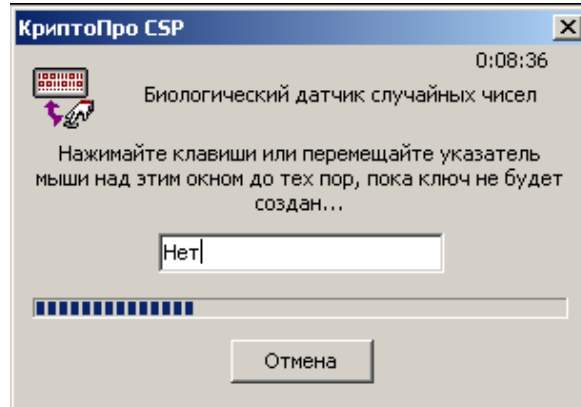 КриптоПро CSP
0:08:36
Биологический датчик случайных чисел
Нажимайте клавиши или перемещайте указатель
мыши над этим окном до тех пор, пока ключ не будет
создан...
Нет
Отмена